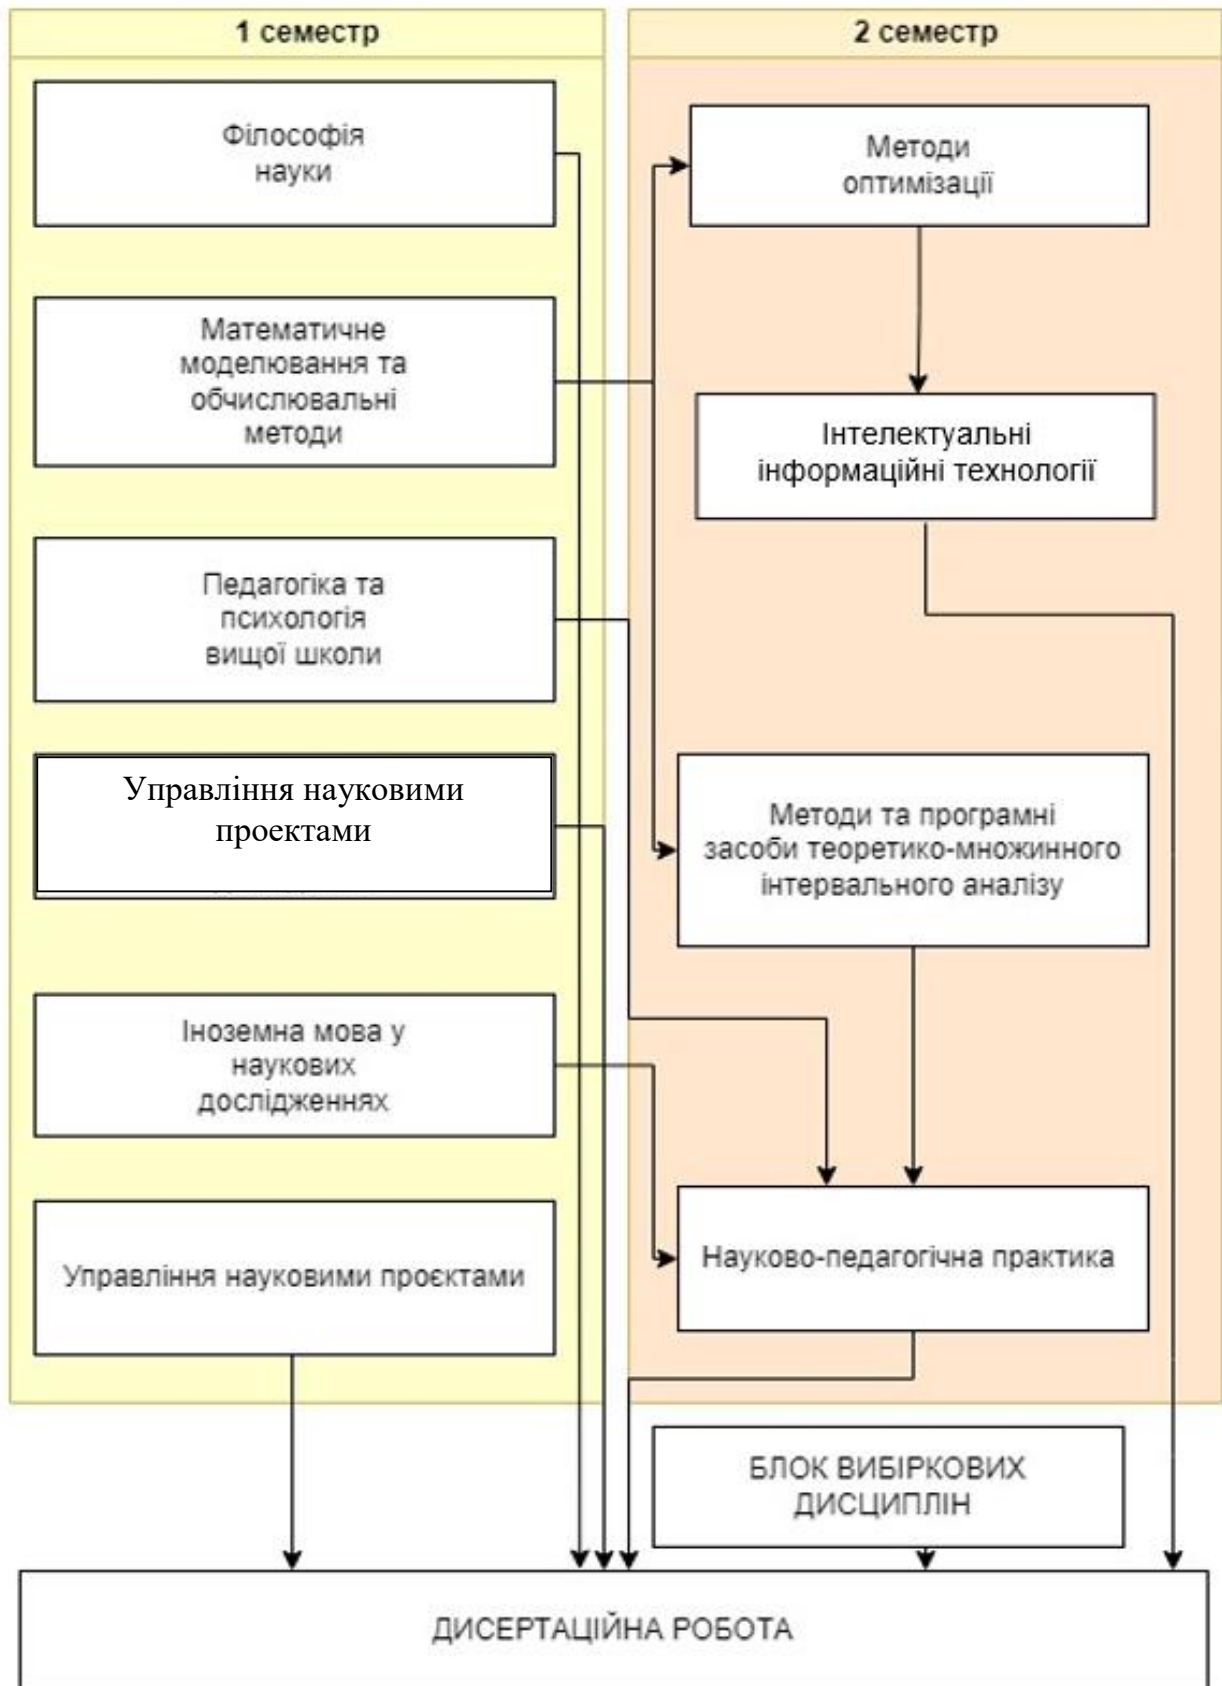 1 семестр
Філософія
науки
Математичне
моделювання та
обчислювальні
методи
Педагогіка та
психологія
вищої школи
Управління науковими
проектами
Іноземна мова у
наукових
дослідженнях
Управління науковими проєктами
2 семестр
Методи
оптимізації
Інтелектуальні
інформаційні технології
Методи та програмні
засоби теоретико-множинного
інтервального аналізу
Науково-педагогічна практика
БЛОК ВИБІРКОВИХ
ДИСЦИПЛІН
ДИСЕРТАЦІЙНА РОБОТА